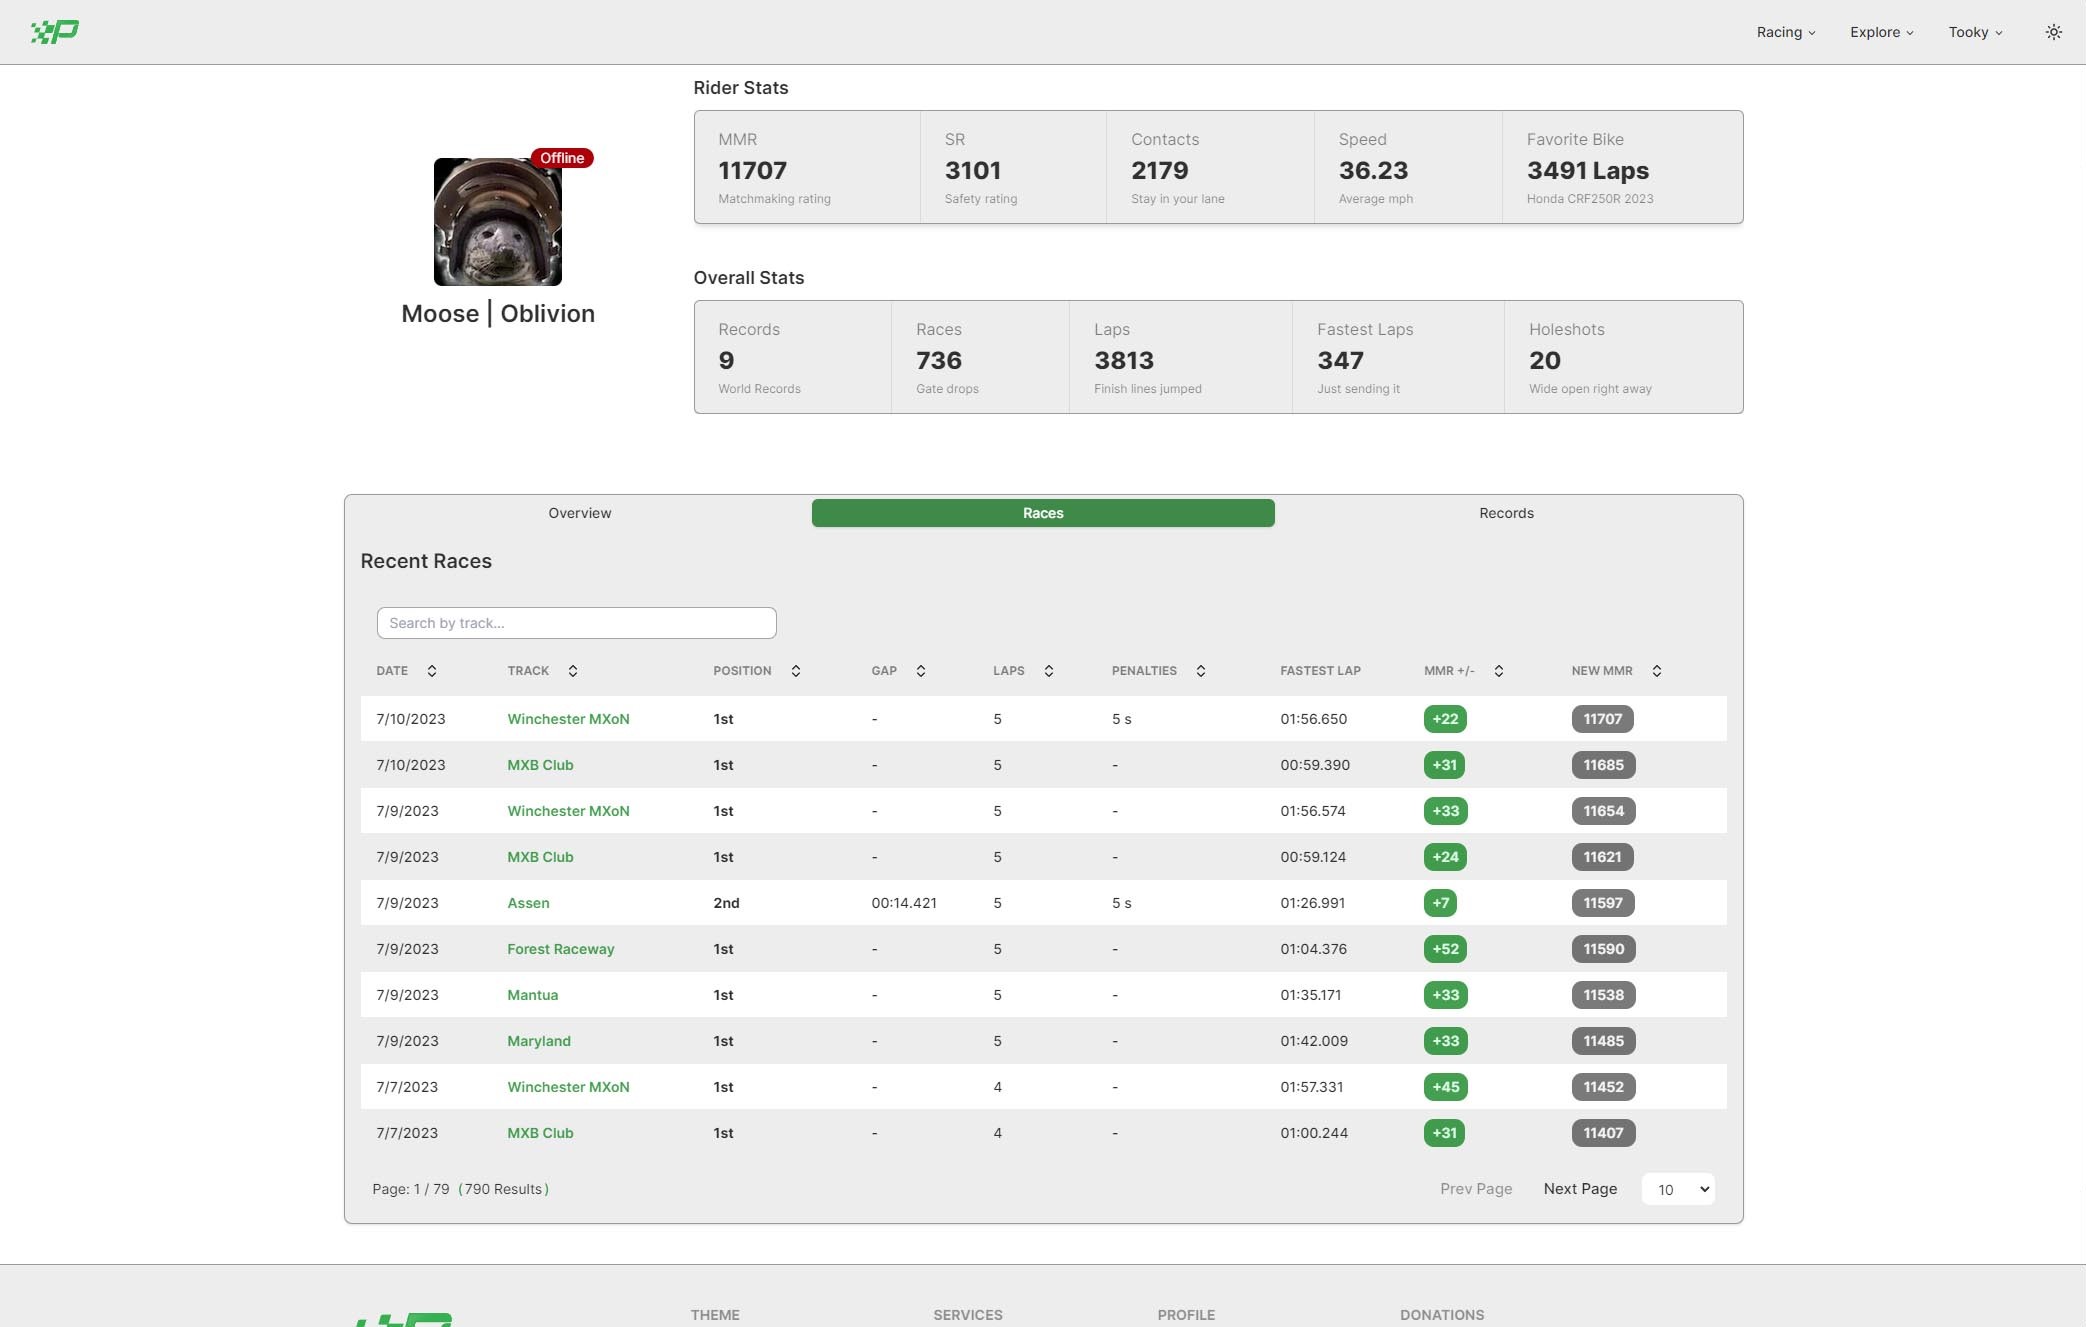 Racing Explore Tooky
Rider Stats
MMR SR Contacts Speed Favorite Bike
11707 3101 2179 36.23 3491 Laps
Matchmaking rating Safety rating Stay in your lane Average mph Honda CRF250R 2023
Offline
Moose | Oblivion
Overall Stats
Records Races Laps Fastest Laps Holeshots
9 736 3813 347 20
World Records Gate drops Finish lines jumped Just sending it Wide open right away
Overview Races Records
Recent Races
Search by track...
DATE TRACK POSITION GAP LAPS PENALTIES FASTEST LAP MMR +/- NEW MMR
7/10/2023 Winchester MXoN 1st - 5 5 s 01:56.650 +22 11707
7/10/2023 MXB Club 1st - 5 - 00:59.390 +31 11685
7/9/2023 Winchester MXoN 1st - 5 - 01:56.574 +33 11654
7/9/2023 MXB Club 1st - 5 - 00:59.124 +24 11621
7/9/2023 Assen 2nd 00:14.421 5 5 s 01:26.991 +7 11597
7/9/2023 Forest Raceway 1st - 5 - 01:04.376 +52 11590
7/9/2023 Mantua 1st - 5 - 01:35.171 +33 11538
7/9/2023 Maryland 1st - 5 - 01:42.009 +33 11485
7/7/2023 Winchester MXoN 1st - 4 - 01:57.331 +45 11452
7/7/2023 MXB Club 1st - 4 - 01:00.244 +31 11407
Page: 1 / 79 (790 Results) Prev Page Next Page 10
THEME SERVICES PROFILE DONATIONS